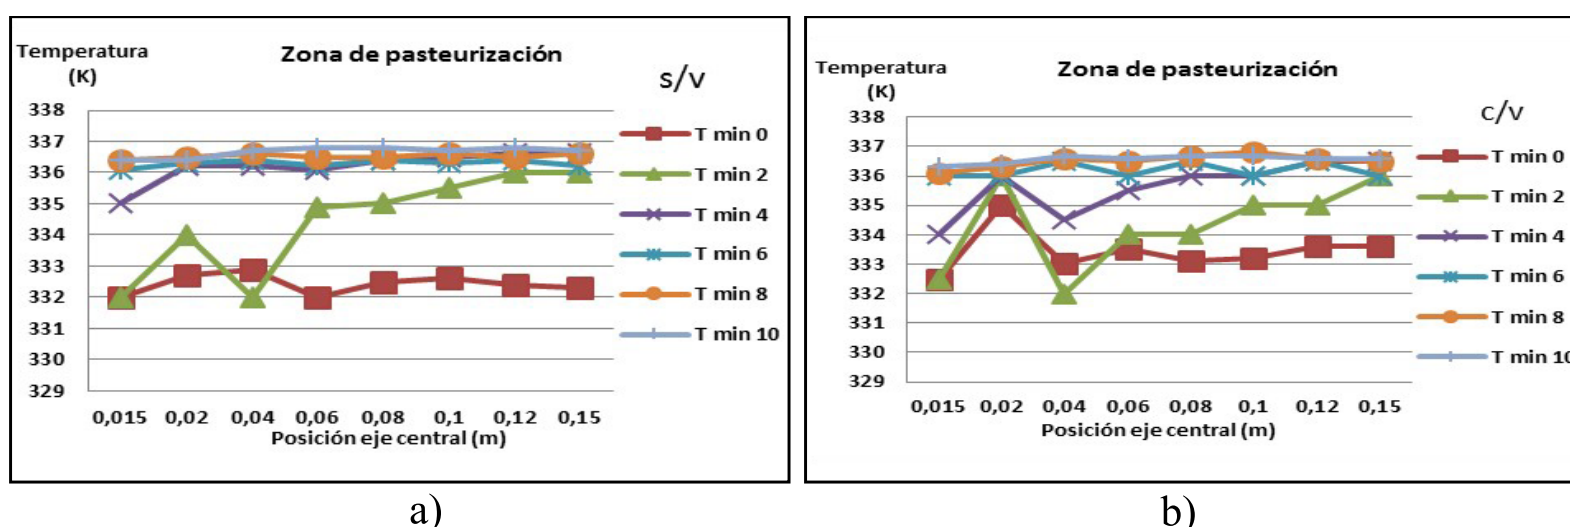 Temperatura
(K)
Zona de pasteurización
s/v
338
337
336
335
334
333
332
331
330
329
0,015 0,02 0,04 0,06 0,08 0,1 0,12 0,15
Posición eje central (m)
T min 0
T min 2
T min 4
T min 6
T min 8
T min 10
a)
Temperatura
(K)
Zona de pasteurización
c/v
338
337
336
335
334
333
332
331
330
329
0,015 0,02 0,04 0,06 0,08 0,1 0,12 0,15
Posición eje central (m)
T min 0
T min 2
T min 4
T min 6
T min 8
T min 10
b)